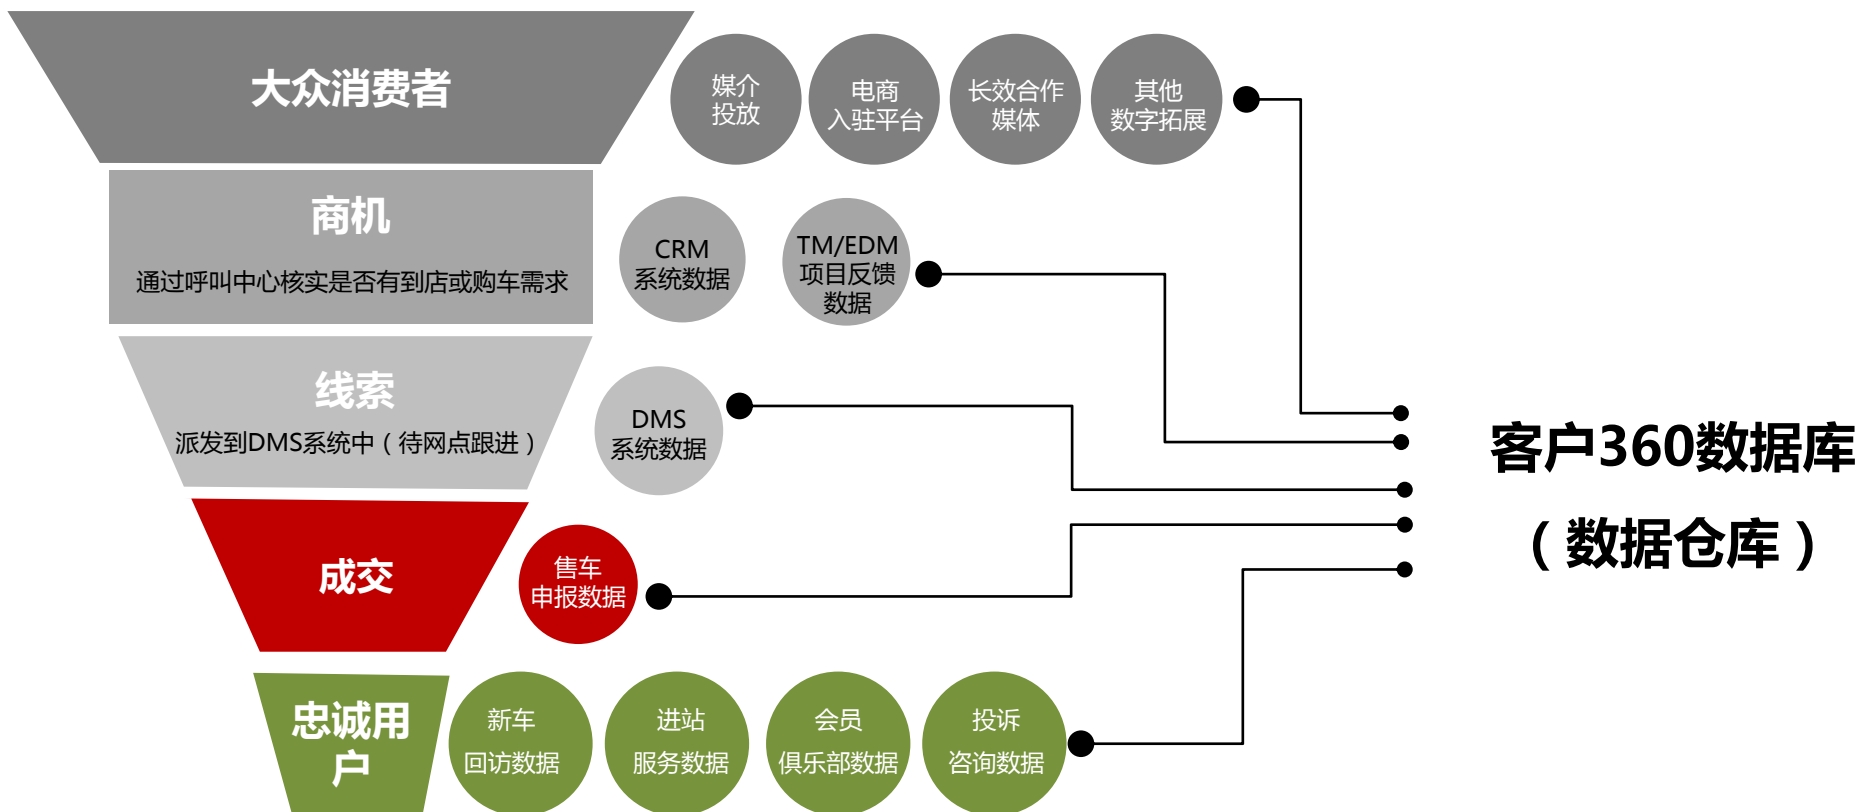 大众消费者
媒介
投放
电商
入驻平台
长效合作
媒体
其他
数字拓展
商机
通过呼叫中心核实是否有到店或购车需求
CRM
系统数据
TM/EDM
项目反馈
数据
线索
派发到DMS系统中（待网点跟进）
DMS
系统数据
成交
售车
申报数据
忠诚用
户
新车
回访数据
进站
服务数据
会员
俱乐部数据
投诉
咨询数据
客户360数据库
（数据仓库）